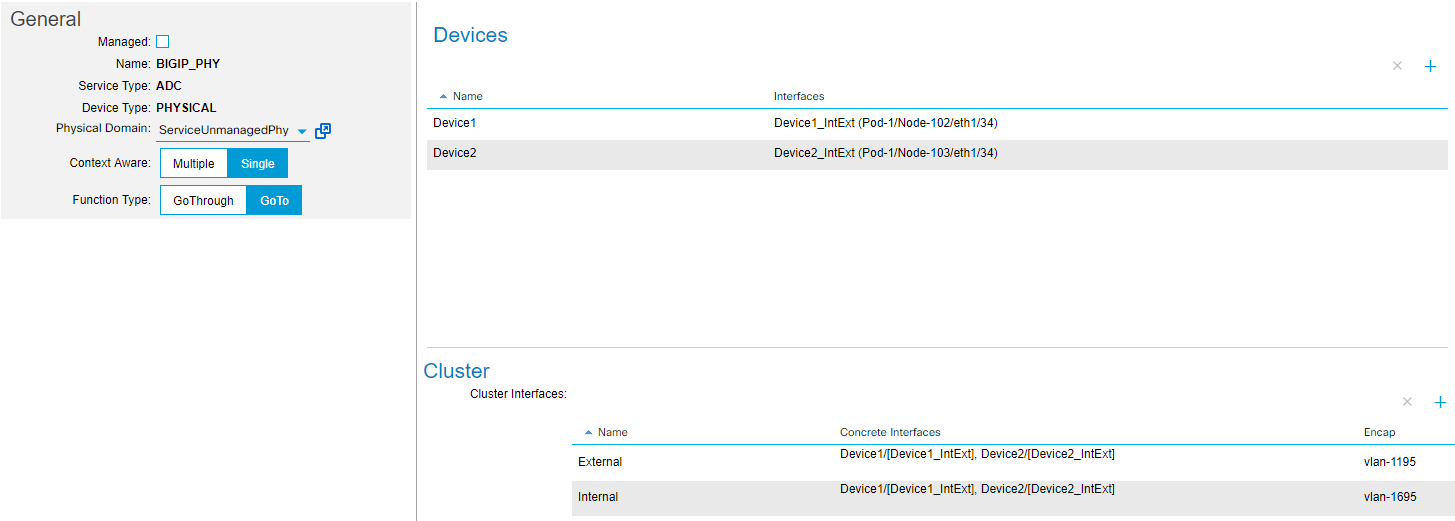 General
Managed:
Name: BIGIP_PHY
Service Type: ADC
Device Type: PHYSICAL
Physical Domain: ServiceUnmanagedPhy
Context Aware: Multiple Single
Function Type: GoThrough GoTo
Devices
Name Interfaces
Device1 Device1_IntExt (Pod-1/Node-102/eth1/34)
Device2 Device2_IntExt (Pod-1/Node-103/eth1/34)
Cluster
Cluster Interfaces:
Name Concrete Interfaces Encap
External Device1/[Device1_IntExt], Device2/[Device2_IntExt] vlan-1195
Internal Device1/[Device1_IntExt], Device2/[Device2_IntExt] vlan-1695